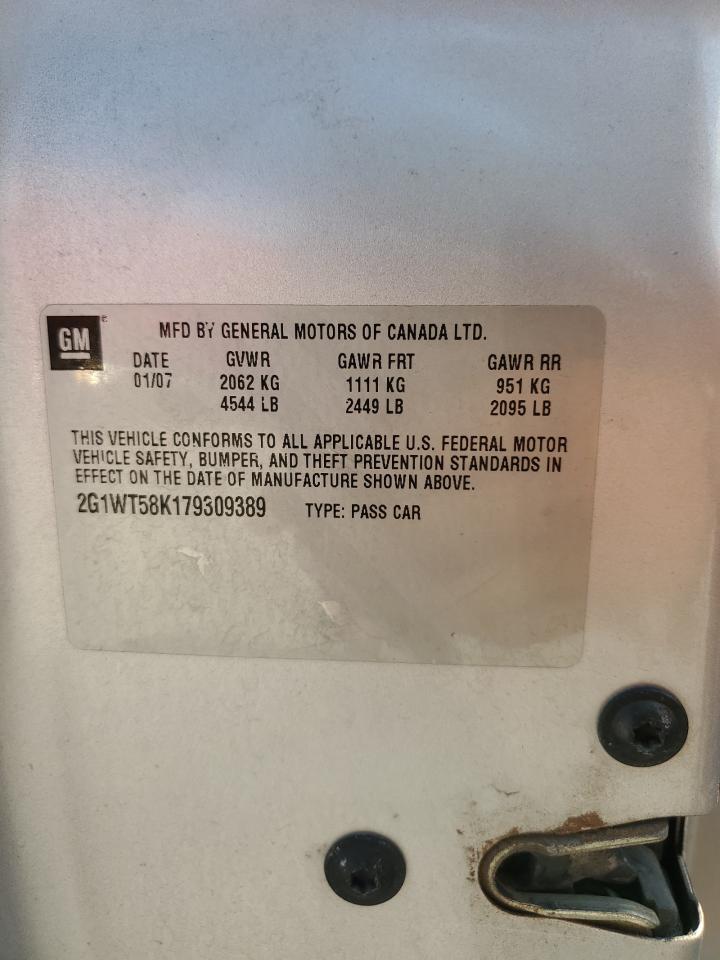 GM
MFD BY GENERAL MOTORS OF CANADA LTD.
DATE GVWR GAWR FRT GAWR RR
01/07 2062 KG 1111 KG 951 KG
4544 LB 2449 LB 2095 LB
THIS VEHICLE CONFORMS TO ALL APPLICABLE U.S. FEDERAL MOTOR
VEHICLE SAFETY, BUMPER, AND THEFT PREVENTION STANDARDS IN
EFFECT ON THE DATE OF MANUFACTURE SHOWN ABOVE.
2G1WT58K179309389 TYPE: PASS CAR